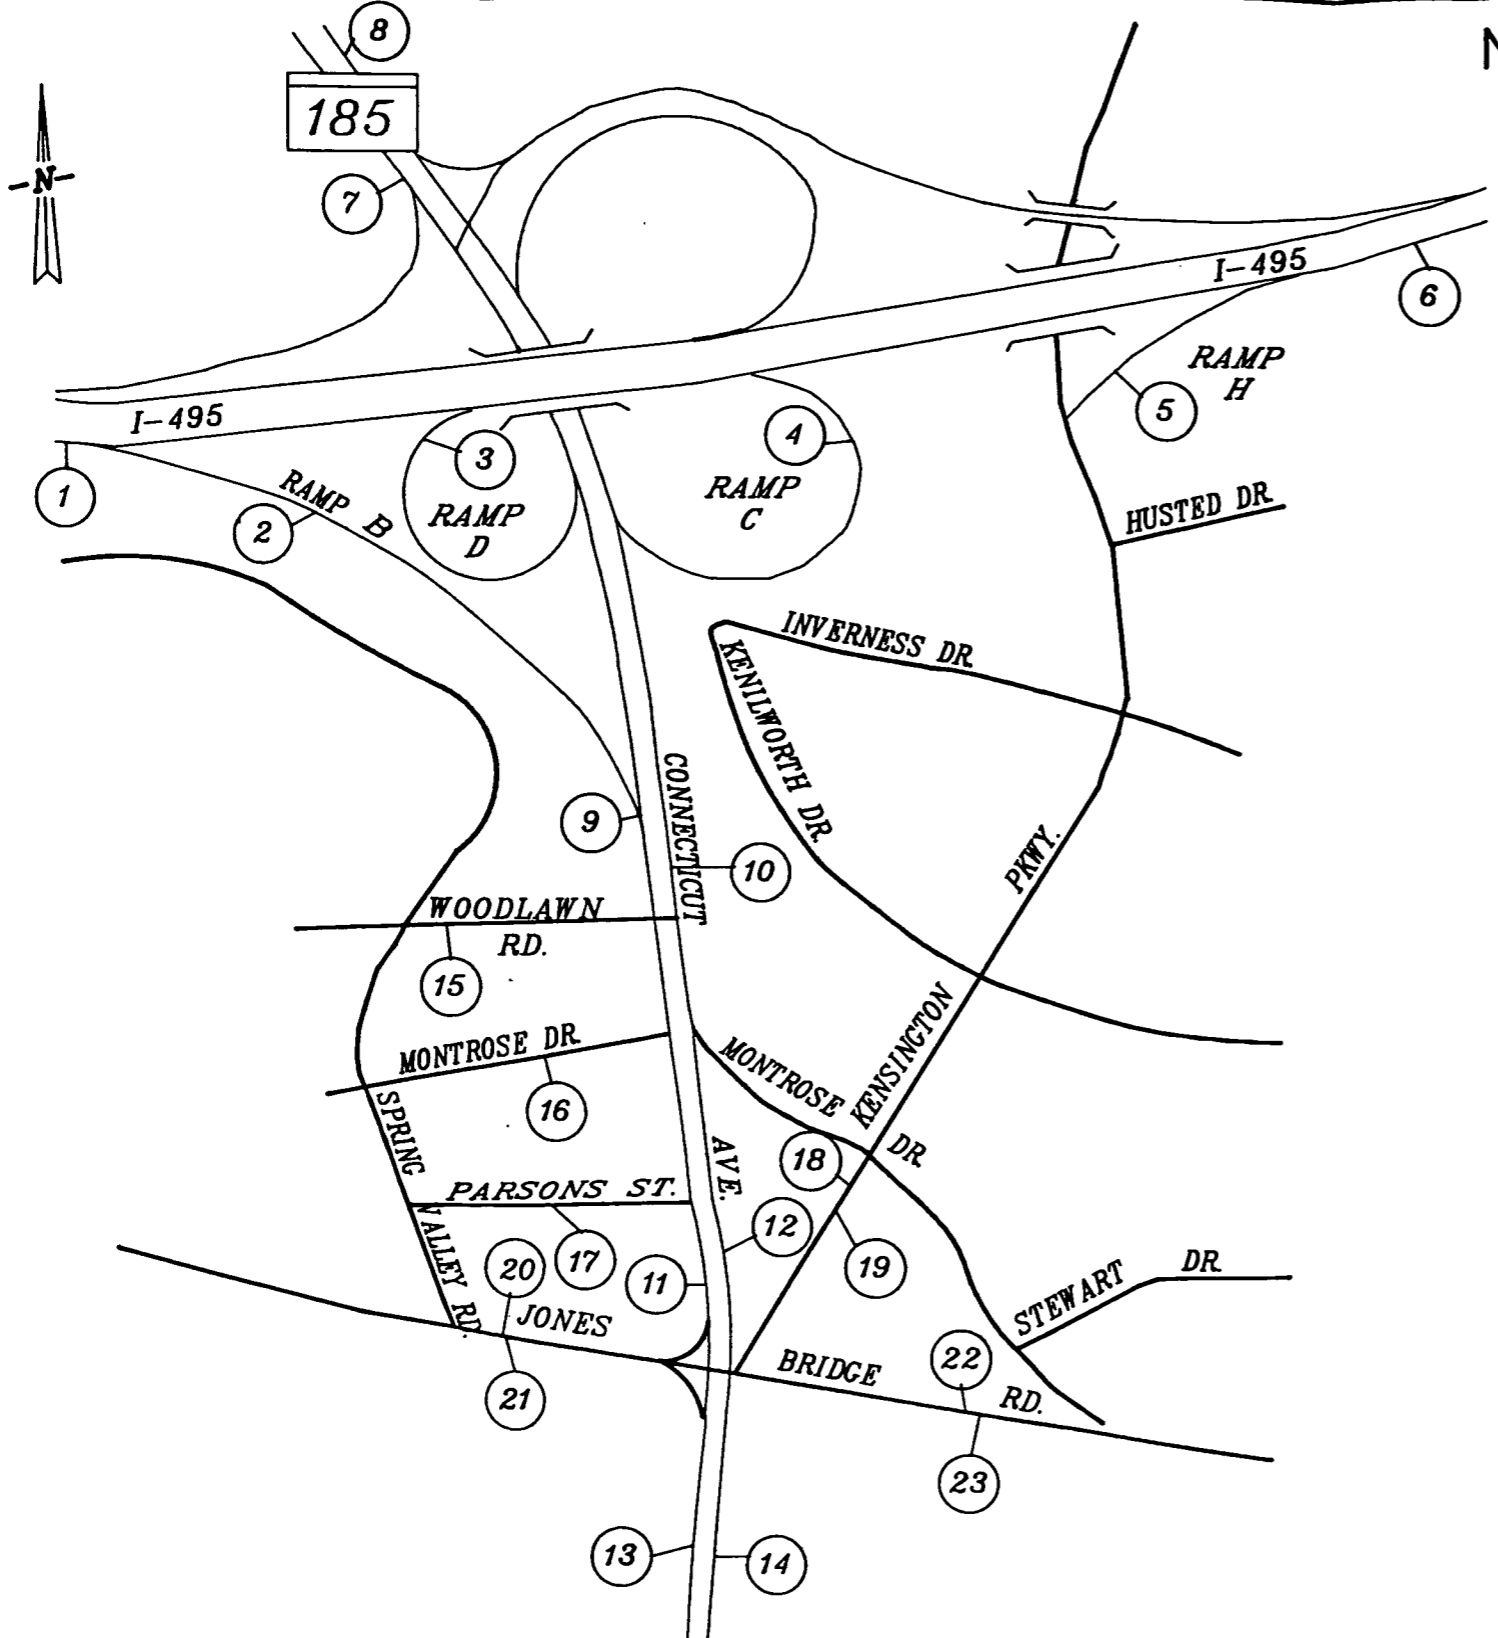 8
N
185
-N-
7
I-495
6
RAMP
H
5
I-495
3
4
1
RAMP B
2
RAMP
D
RAMP
C
HUSTED DR.
INVERNESS DR.
KENILWORTH DR.
9
CONNECTICUT
10
PKWY.
WOODLAWN
RD.
15
KENSINGTON
MONTROSE DR.
MONTROSE
DR.
16
SPRING
18
AVE.
PARSONS ST.
12
VALLEY RD.
17
20
11
19
JONES
STEWART DR.
BRIDGE
22
RD.
21
23
13
14